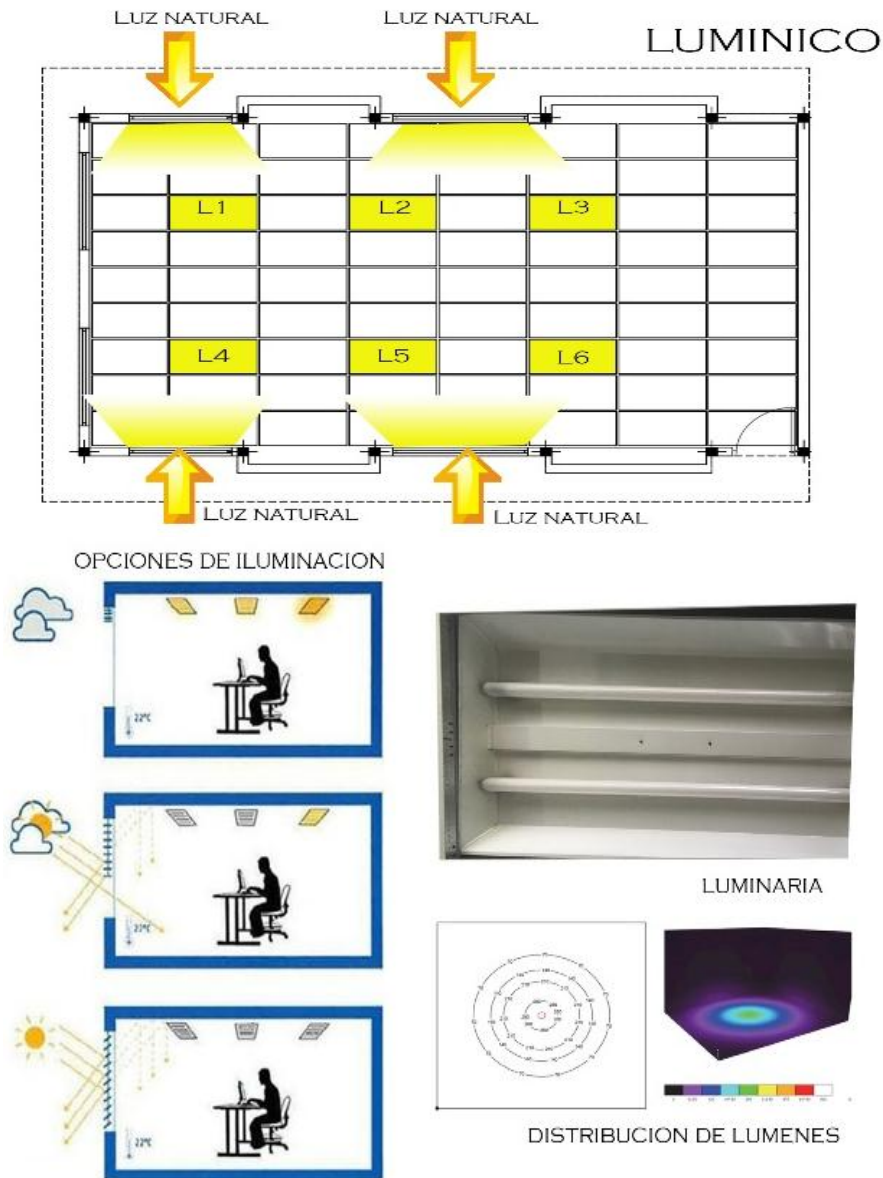 LUZ NATURAL LUZ NATURAL
LUMINICO
L1 L2 L3
L4 L5 L6
LUZ NATURAL LUZ NATURAL
OPCIONES DE ILUMINACION
22°C
22°C
22°C
LUMINARIA
DISTRIBUCION DE LUMENES